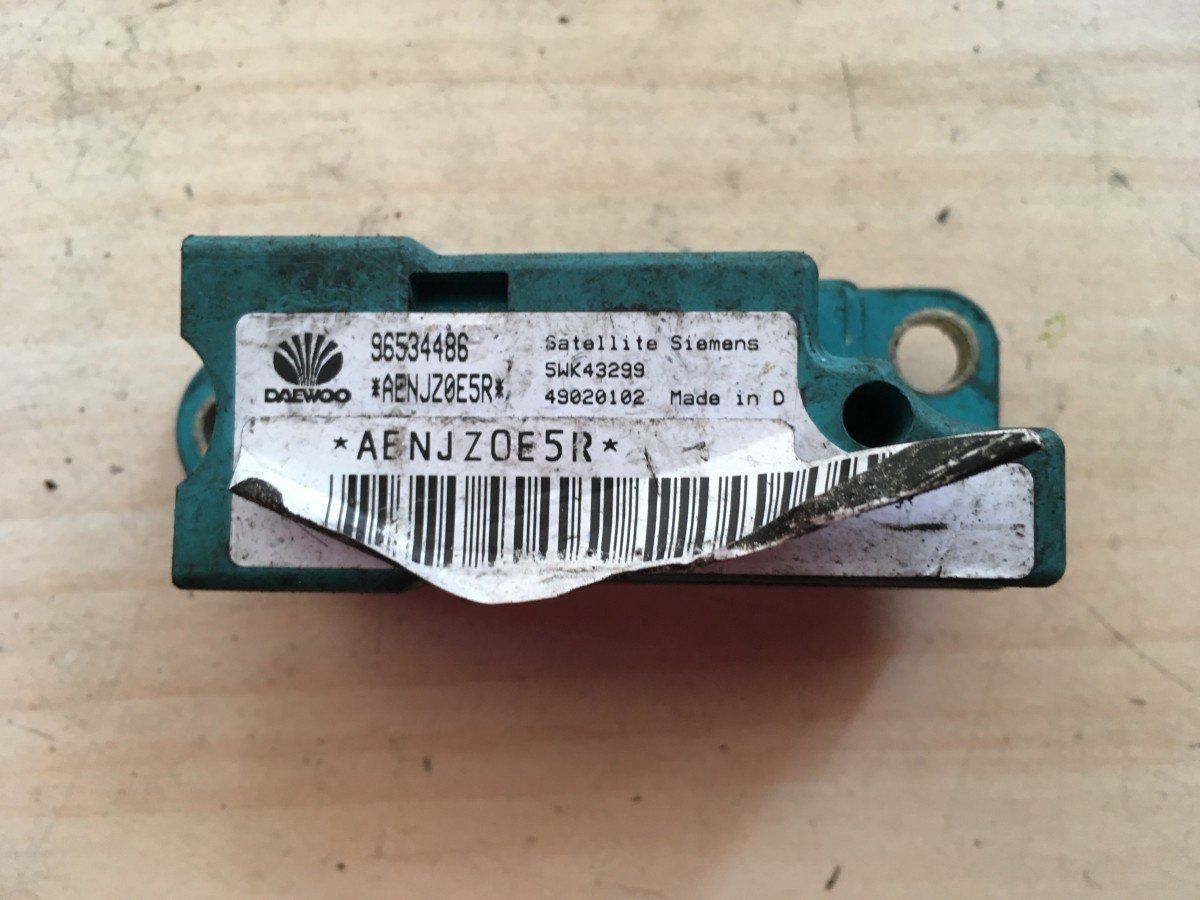 DAEWOO
96534486
*AENJZ0E5R*
Satellite Siemens
5WK43299
49020102 Made in D
*AENJZ0E5R*